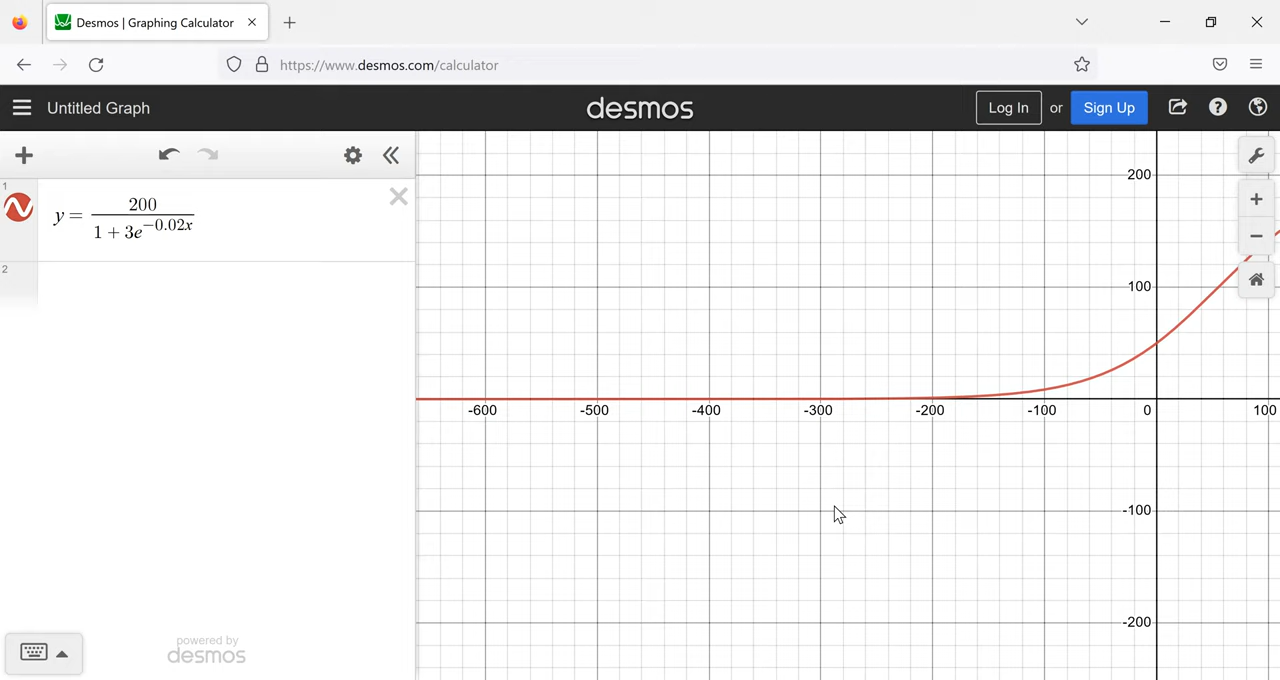 Desmos | Graphing Calculator
https://www.desmos.com/calculator
Untitled Graph
desmos
Log In or Sign Up
1
y = 200 / 1 + 3e^−0.02x
2
200
100
-600 -500 -400 -300 -200 -100 0 100
-100
-200
powered by
desmos